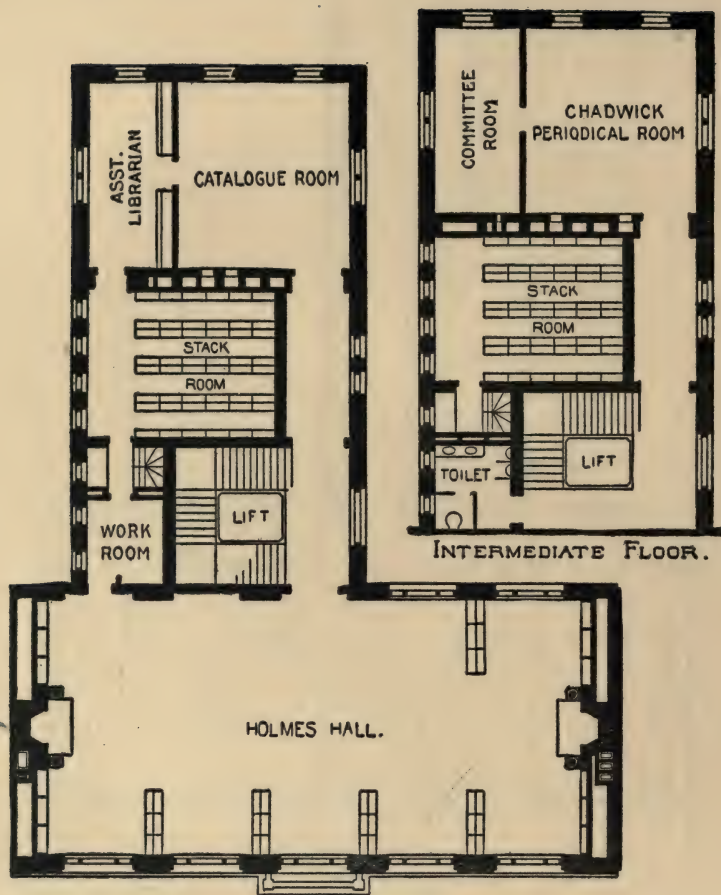 ASST.
LIBRARIAN
CATALOGUE ROOM
STACK
ROOM
LIFT
WORK
ROOM
HOLMES HALL.
COMMITTEE
ROOM
CHADWICK
PERIODICAL ROOM
STACK
ROOM
TOILET
LIFT
INTERMEDIATE FLOOR.